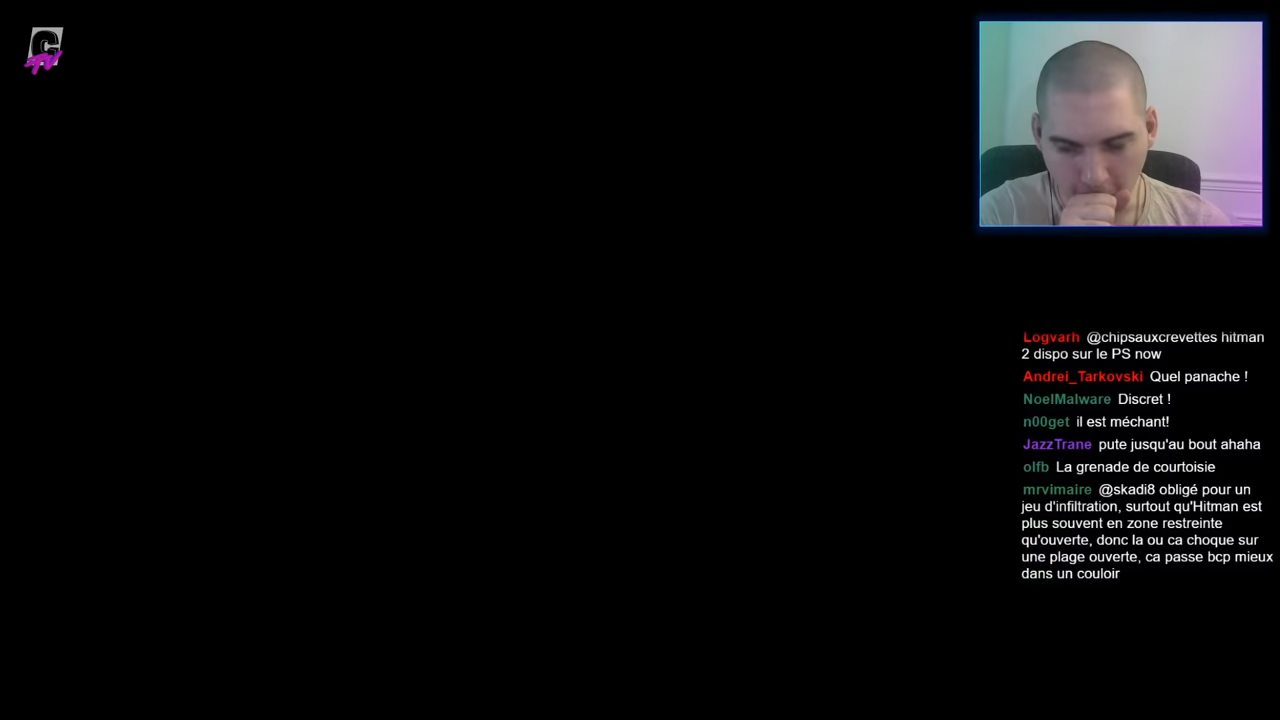 C
TV
Logvarh @chipsauxcrevettes hitman
2 dispo sur le PS now
Andrei_Tarkovski Quel panache !
NoelMalware Discret !
n00get il est méchant!
JazzTrane pute jusqu'au bout ahaha
olfb La grenade de courtoisie
mrvimaire @skadi8 obligé pour un
jeu d'infiltration, surtout qu'Hitman est
plus souvent en zone restreinte
qu'ouverte, donc la ou ca choque sur
une plage ouverte, ca passe bcp mieux
dans un couloir